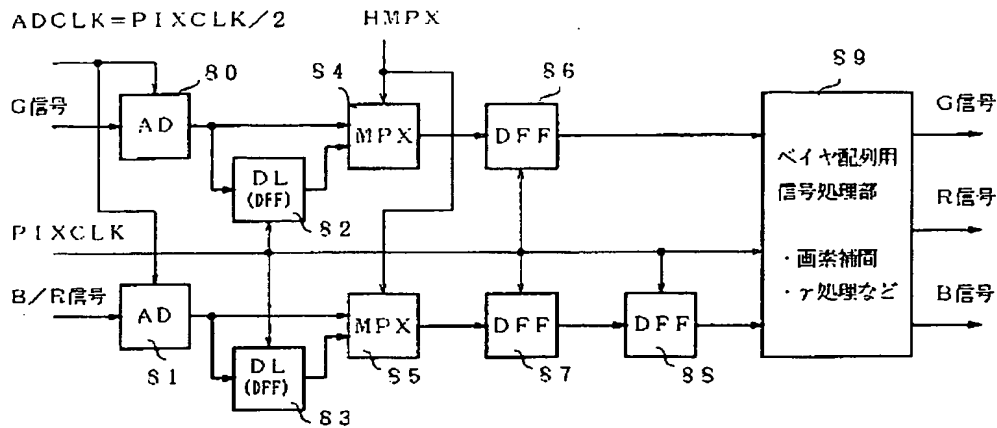 ADCLK=PIXCLK/2
HMPX
80
84
86
89
G信号
AD
MPX
DFF
G信号
ベイヤ配列用
信号処理部
DL
(DFF)
82
R信号
PIXCLK
・画素補間
・γ処理など
B/R信号
AD
MPX
DFF
DFF
B信号
81
DL
(DFF)
83
85
87
88